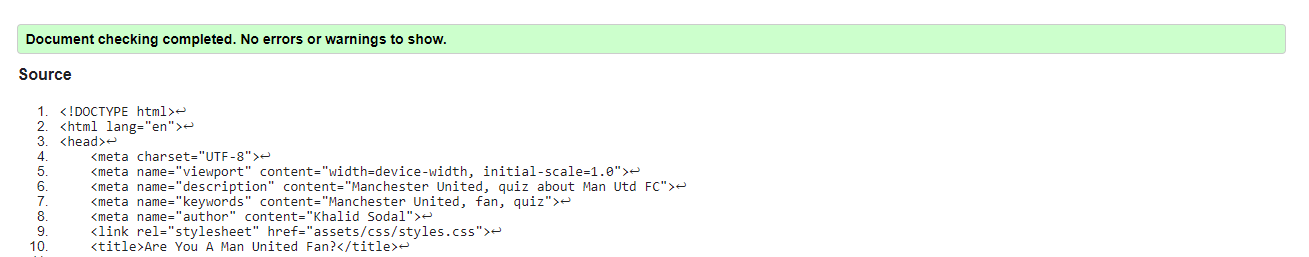 Document checking completed. No errors or warnings to show.
Source
1. <!DOCTYPE html>↩
2. <html lang="en">↩
3. <head>↩
4.     <meta charset="UTF-8">↩
5.     <meta name="viewport" content="width=device-width, initial-scale=1.0">↩
6.     <meta name="description" content="Manchester United, quiz about Man Utd FC">↩
7.     <meta name="keywords" content="Manchester United, fan, quiz">↩
8.     <meta name="author" content="Khalid Sodal">↩
9.     <link rel="stylesheet" href="assets/css/styles.css">↩
10.     <title>Are You A Man United Fan?</title>↩